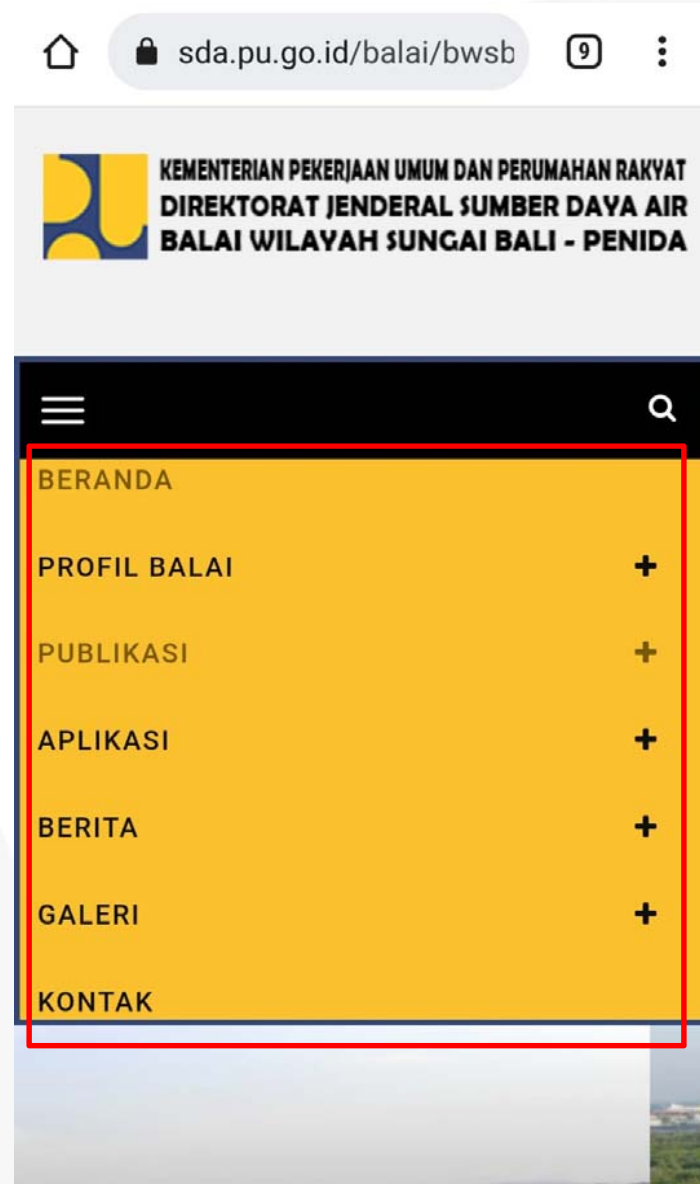 sda.pu.go.id/balai/bwsb
9
KEMENTERIAN PEKERJAAN UMUM DAN PERUMAHAN RAKYAT
DIREKTORAT JENDERAL SUMBER DAYA AIR
BALAI WILAYAH SUNGAI BALI - PENIDA
BERANDA
PROFIL BALAI +
PUBLIKASI +
APLIKASI +
BERITA +
GALERI +
KONTAK